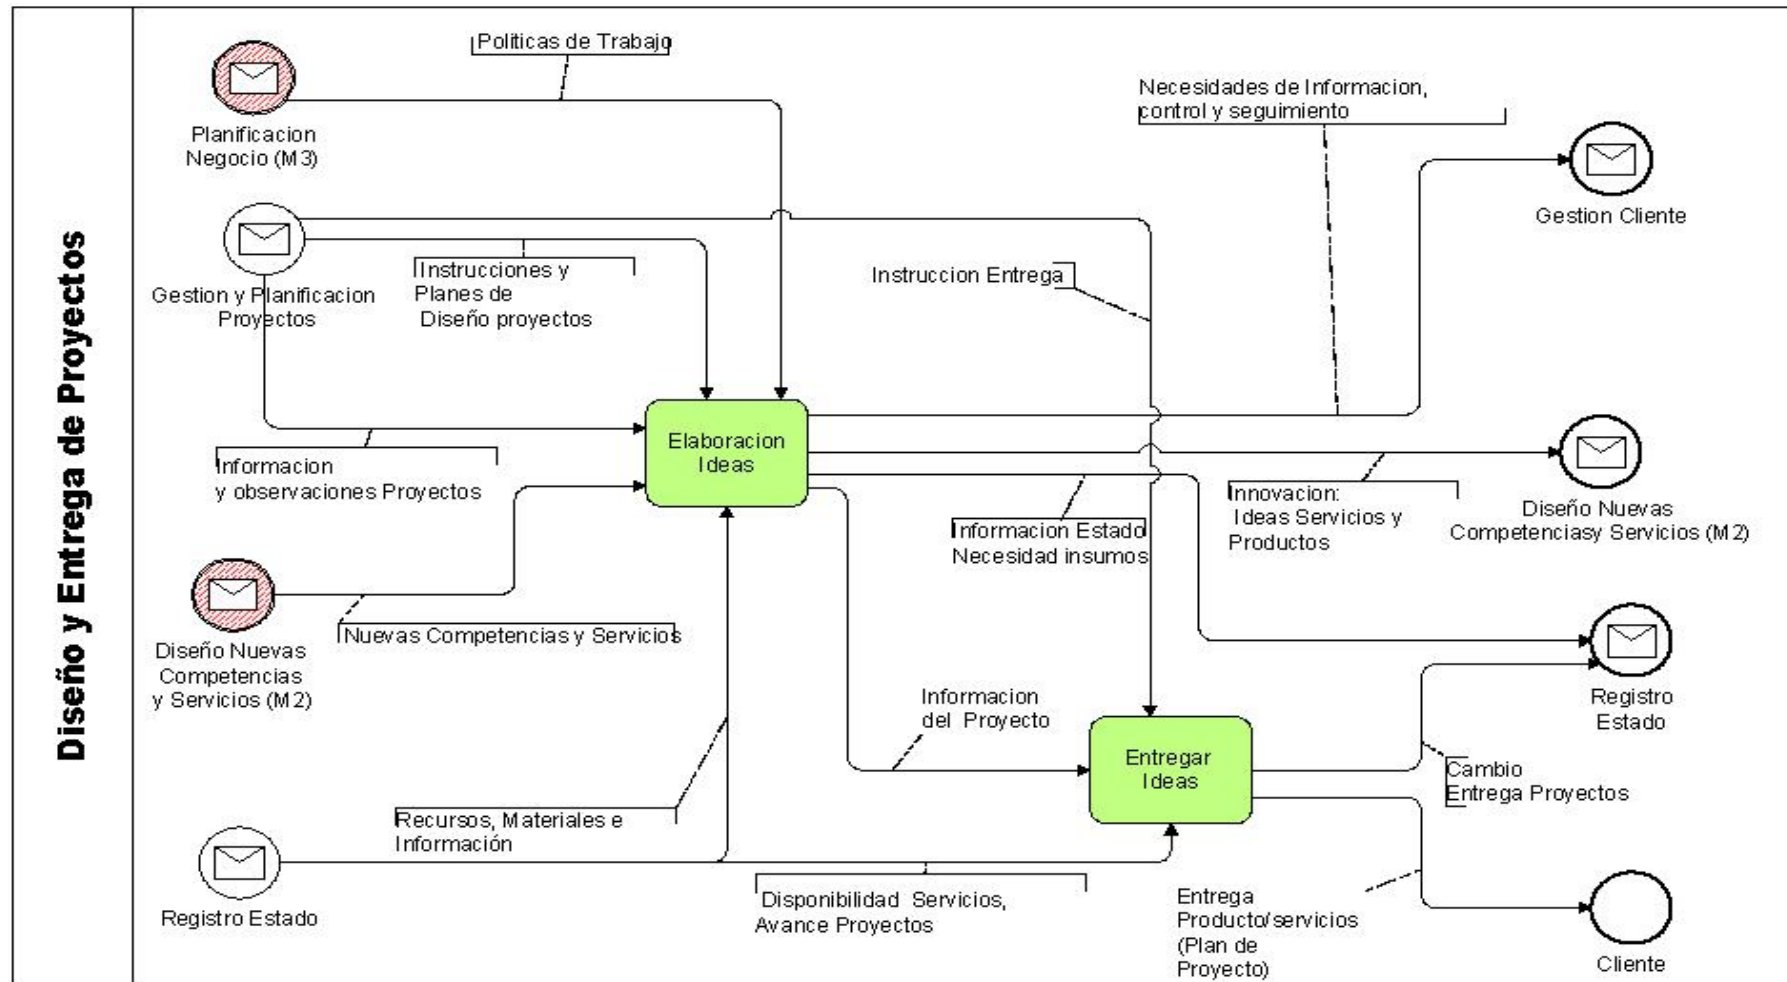 Diseño y Entrega de Proyectos
Politicas de Trabajo
Planificacion
Negocio (M3)
Necesidades de Informacion,
control y seguimiento
Gestion Cliente
Gestion y Planificacion
Proyectos
Instrucciones y
Planes de
Diseño proyectos
Instruccion Entrega
Elaboracion
Ideas
Informacion
y observaciones Proyectos
Informacion Estado
Necesidad insumos
Innovacion:
Ideas Servicios y
Productos
Diseño Nuevas
Competenciasy Servicios (M2)
Nuevas Competencias y Servicios
Diseño Nuevas
Competencias
y Servicios (M2)
Informacion
del Proyecto
Registro
Estado
Entregar
Ideas
Cambio
Entrega Proyectos
Recursos, Materiales e
Información
Registro Estado
Disponibilidad Servicios,
Avance Proyectos
Entrega
Producto/servicios
(Plan de
Proyecto)
Cliente